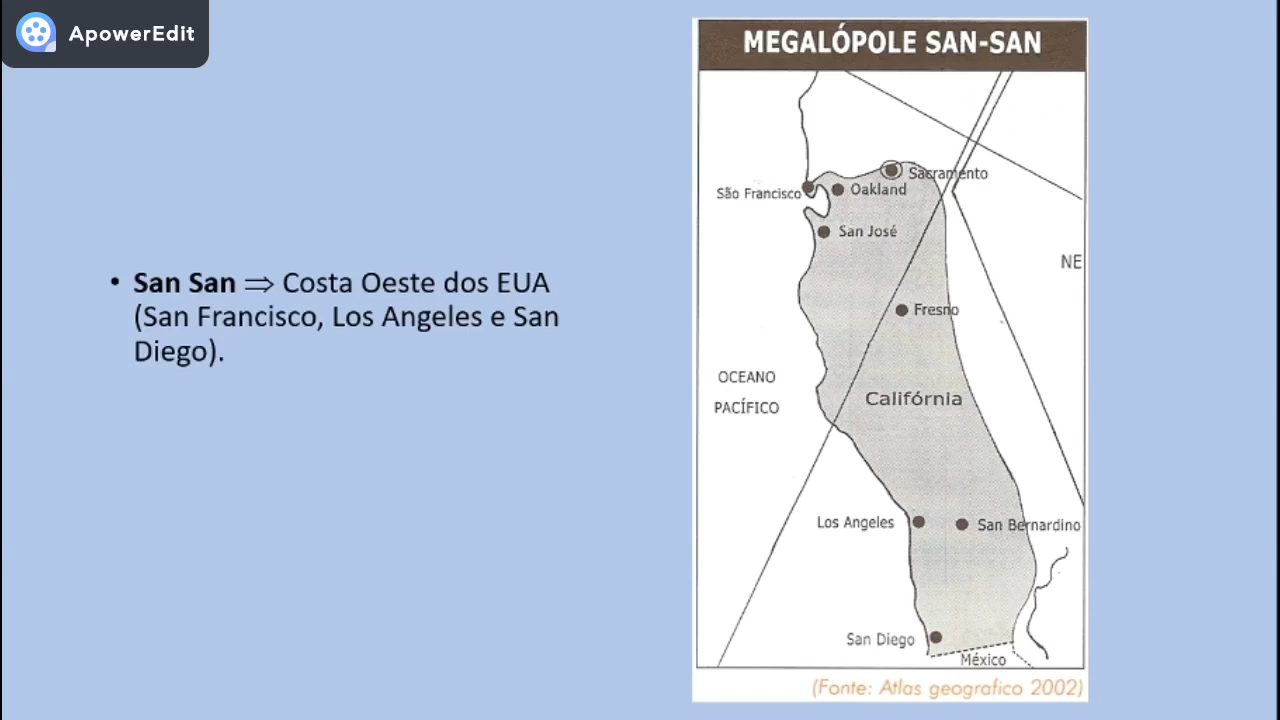 ApowerEdit
• San San ⇒ Costa Oeste dos EUA
(San Francisco, Los Angeles e San
Diego).
MEGALÓPOLE SAN-SAN
Sacramento
São Francisco
Oakland
San José
NE
Fresno
OCEANO
PACÍFICO
Califórnia
Los Angeles
San Bernardino
San Diego
México
(Fonte: Atlas geografico 2002)